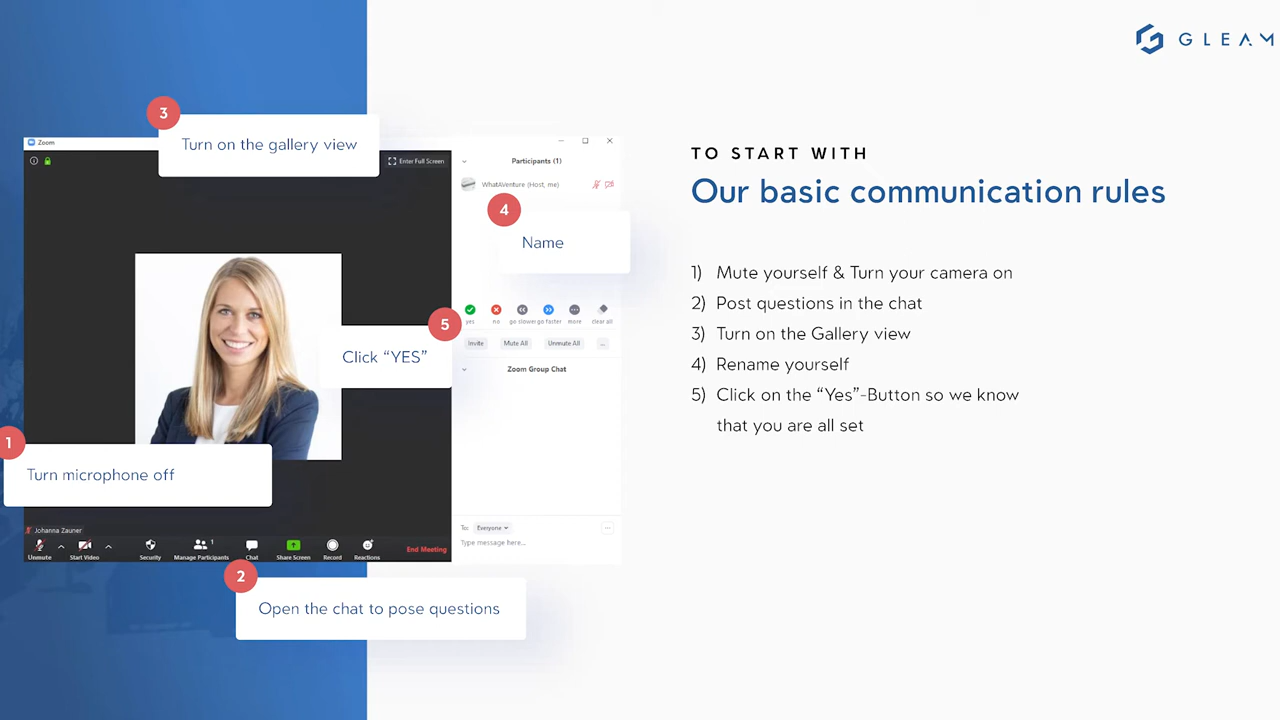 GLEAM
3
Turn on the gallery view
Zoom
Enter Full Screen
Participants (1)
WhatAVenture (Host, me)
4
Name
yes
no
go slower
go faster
more
clear all
5
Click “YES”
Invite
Mute All
Unmute All
...
Zoom Group Chat
1
Turn microphone off
Johanna Zauner
To:
Everyone
Type message here...
Unmute
Start Video
Security
Manage Participants
1
Chat
Share Screen
Record
Reactions
End Meeting
2
Open the chat to pose questions
TO START WITH
Our basic communication rules
1) Mute yourself & Turn your camera on
2) Post questions in the chat
3) Turn on the Gallery view
4) Rename yourself
5) Click on the “Yes”-Button so we know
that you are all set